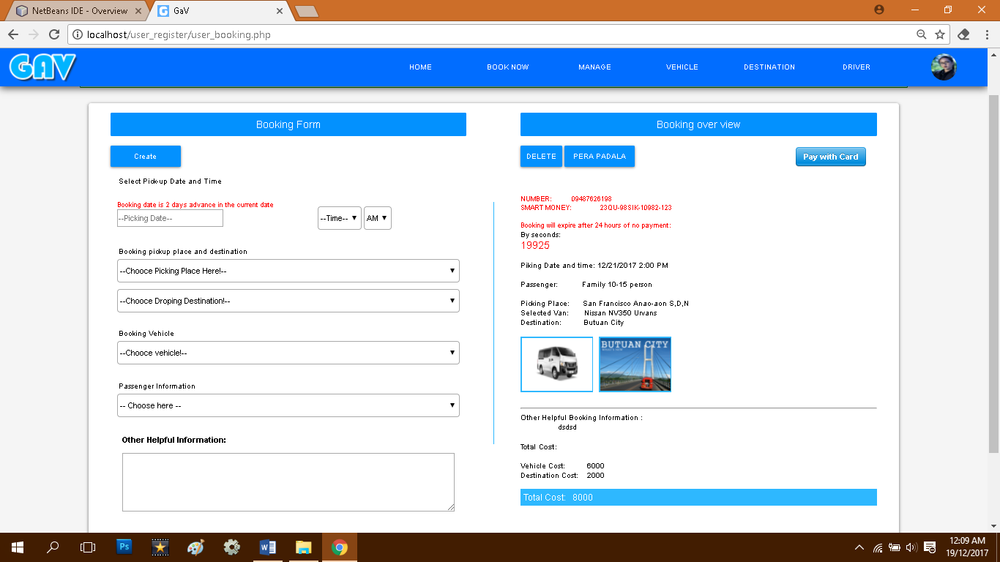 NetBeans IDE - Overview
GaV
localhost/user_register/user_booking.php
GAV
HOME
BOOK NOW
MANAGE
VEHICLE
DESTINATION
DRIVER
Booking Form
Create
Select Pick-up Date and Time
Booking date is 2 days advance in the current date
--Picking Date--
--Time--
AM
Booking pickup place and destination
--Chooce Picking Place Here!--
--Chooce Droping Destination!--
Booking Vehicle
--Chooce vehicle!--
Passenger Information
-- Choose here --
Other Helpful Information:
Booking over view
DELETE
PERA PADALA
Pay with Card
NUMBER: 09487626198
SMART MONEY: 23QU-98SIK-10982-123
Booking will expire after 24 hours of no payment:
By seconds:
19925
Piking Date and time: 12/21/2017 2:00 PM
Passenger: Family 10-15 person
Picking Place: San Francisco Anao-aon S,D,N
Selected Van: Nissan NV350 Urvans
Destination: Butuan City
BUTUAN CITY
Other Helpful Booking Information :
dsdsd
Total Cost:
Vehicle Cost: 6000
Destination Cost: 2000
Total Cost: 8000
Ps
12:09 AM
19/12/2017